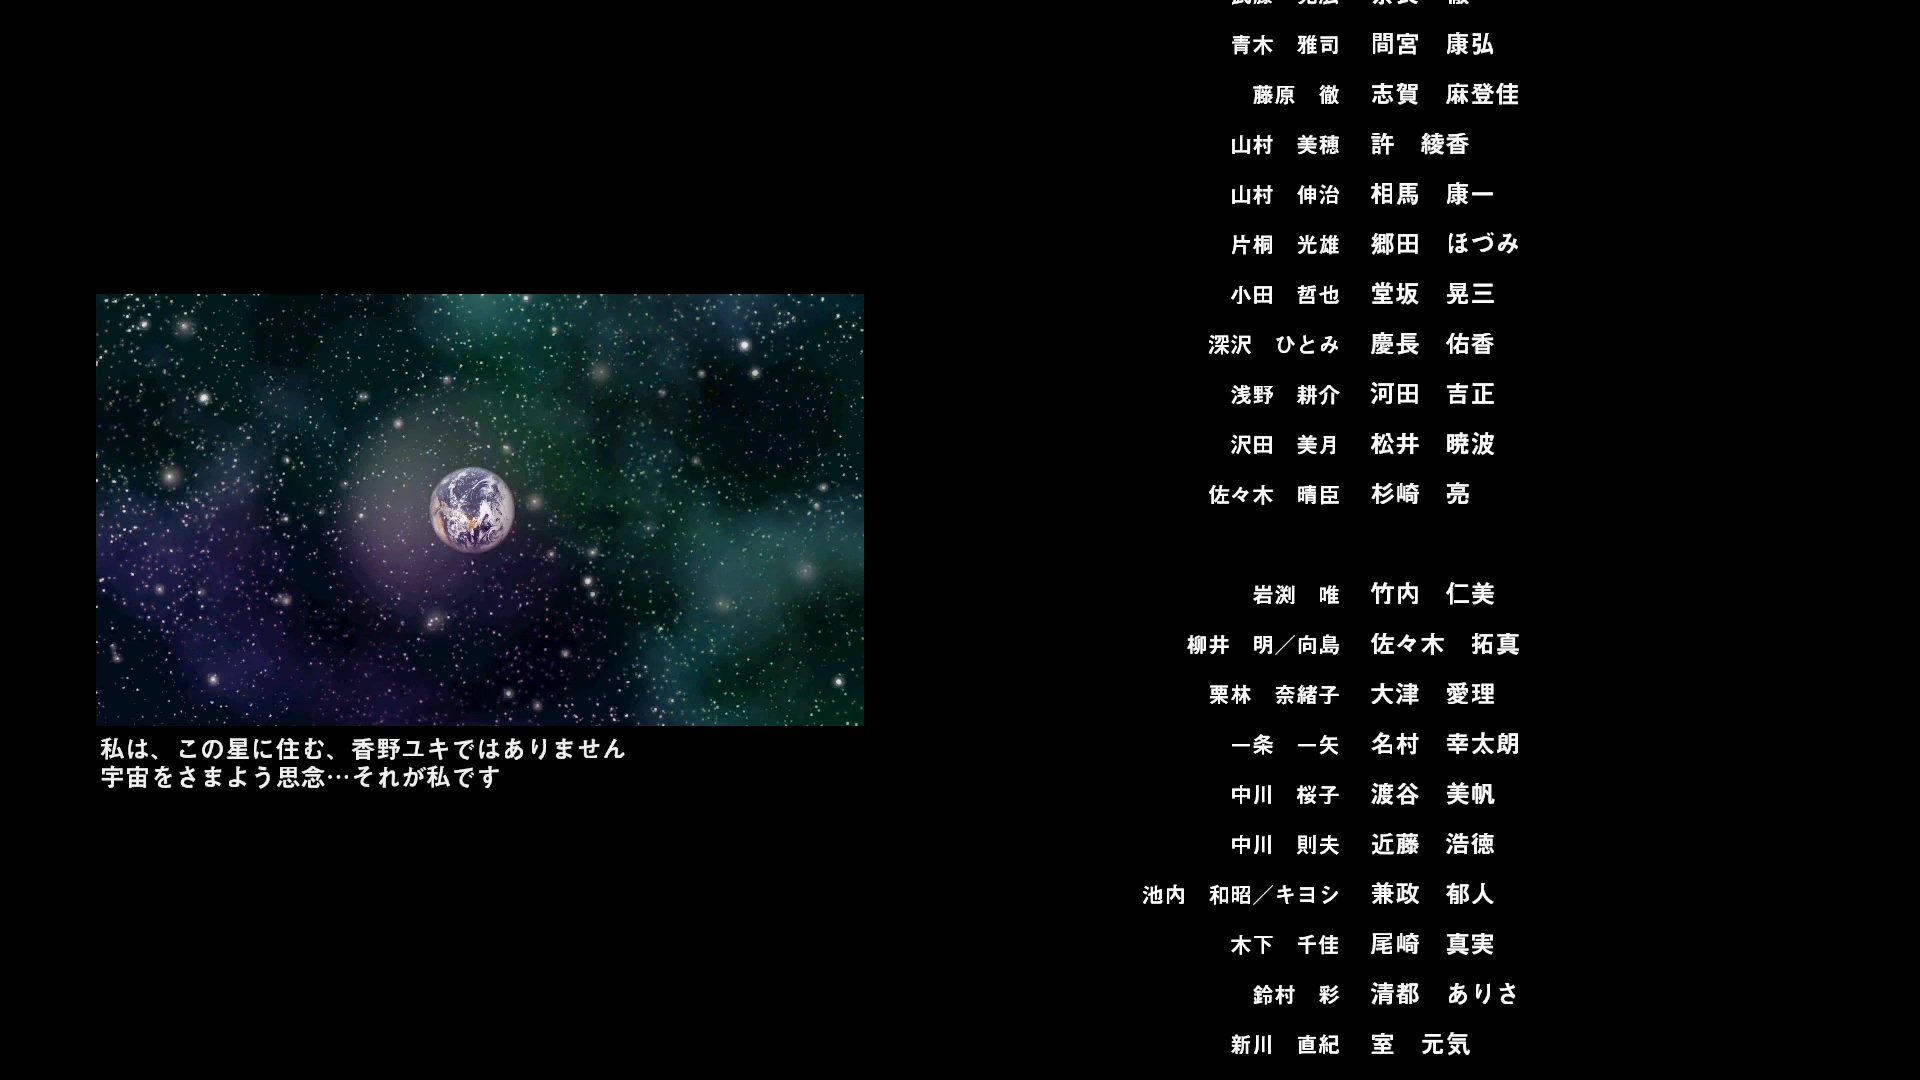 青木　雅司　間宮　康弘
藤原　徹　志賀　麻登佳
山村　美穂　許　綾香
山村　伸治　相馬　康一
片桐　光雄　郷田　ほづみ
小田　哲也　堂坂　晃三
深沢　ひとみ　慶長　佑香
浅野　耕介　河田　吉正
沢田　美月　松井　暁波
佐々木　晴臣　杉崎　亮
岩渕　唯　竹内　仁美
柳井　明／向島　佐々木　拓真
栗林　奈緒子　大津　愛理
一条　一矢　名村　幸太朗
中川　桜子　渡谷　美帆
中川　則夫　近藤　浩徳
池内　和昭／キヨシ　兼政　郁人
木下　千佳　尾崎　真実
鈴村　彩　清都　ありさ
新川　直紀　室　元気
私は、この星に住む、香野ユキではありません
宇宙をさまよう思念…それが私です